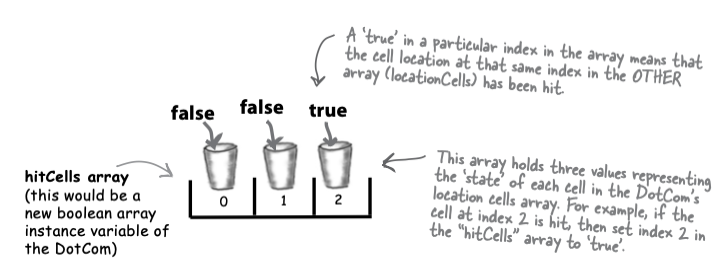 A 'true' in a particular index in the array means that
the cell location at that same index in the OTHER
array (locationCells) has been hit.
false
false
true
hitCells array
(this would be a
new boolean array
instance variable of
the DotCom)
0
1
2
This array holds three values representing
the 'state' of each cell in the DotCom's
location cells array. For example, if the
cell at index 2 is hit, then set index 2 in
the "hitCells" array to 'true'.